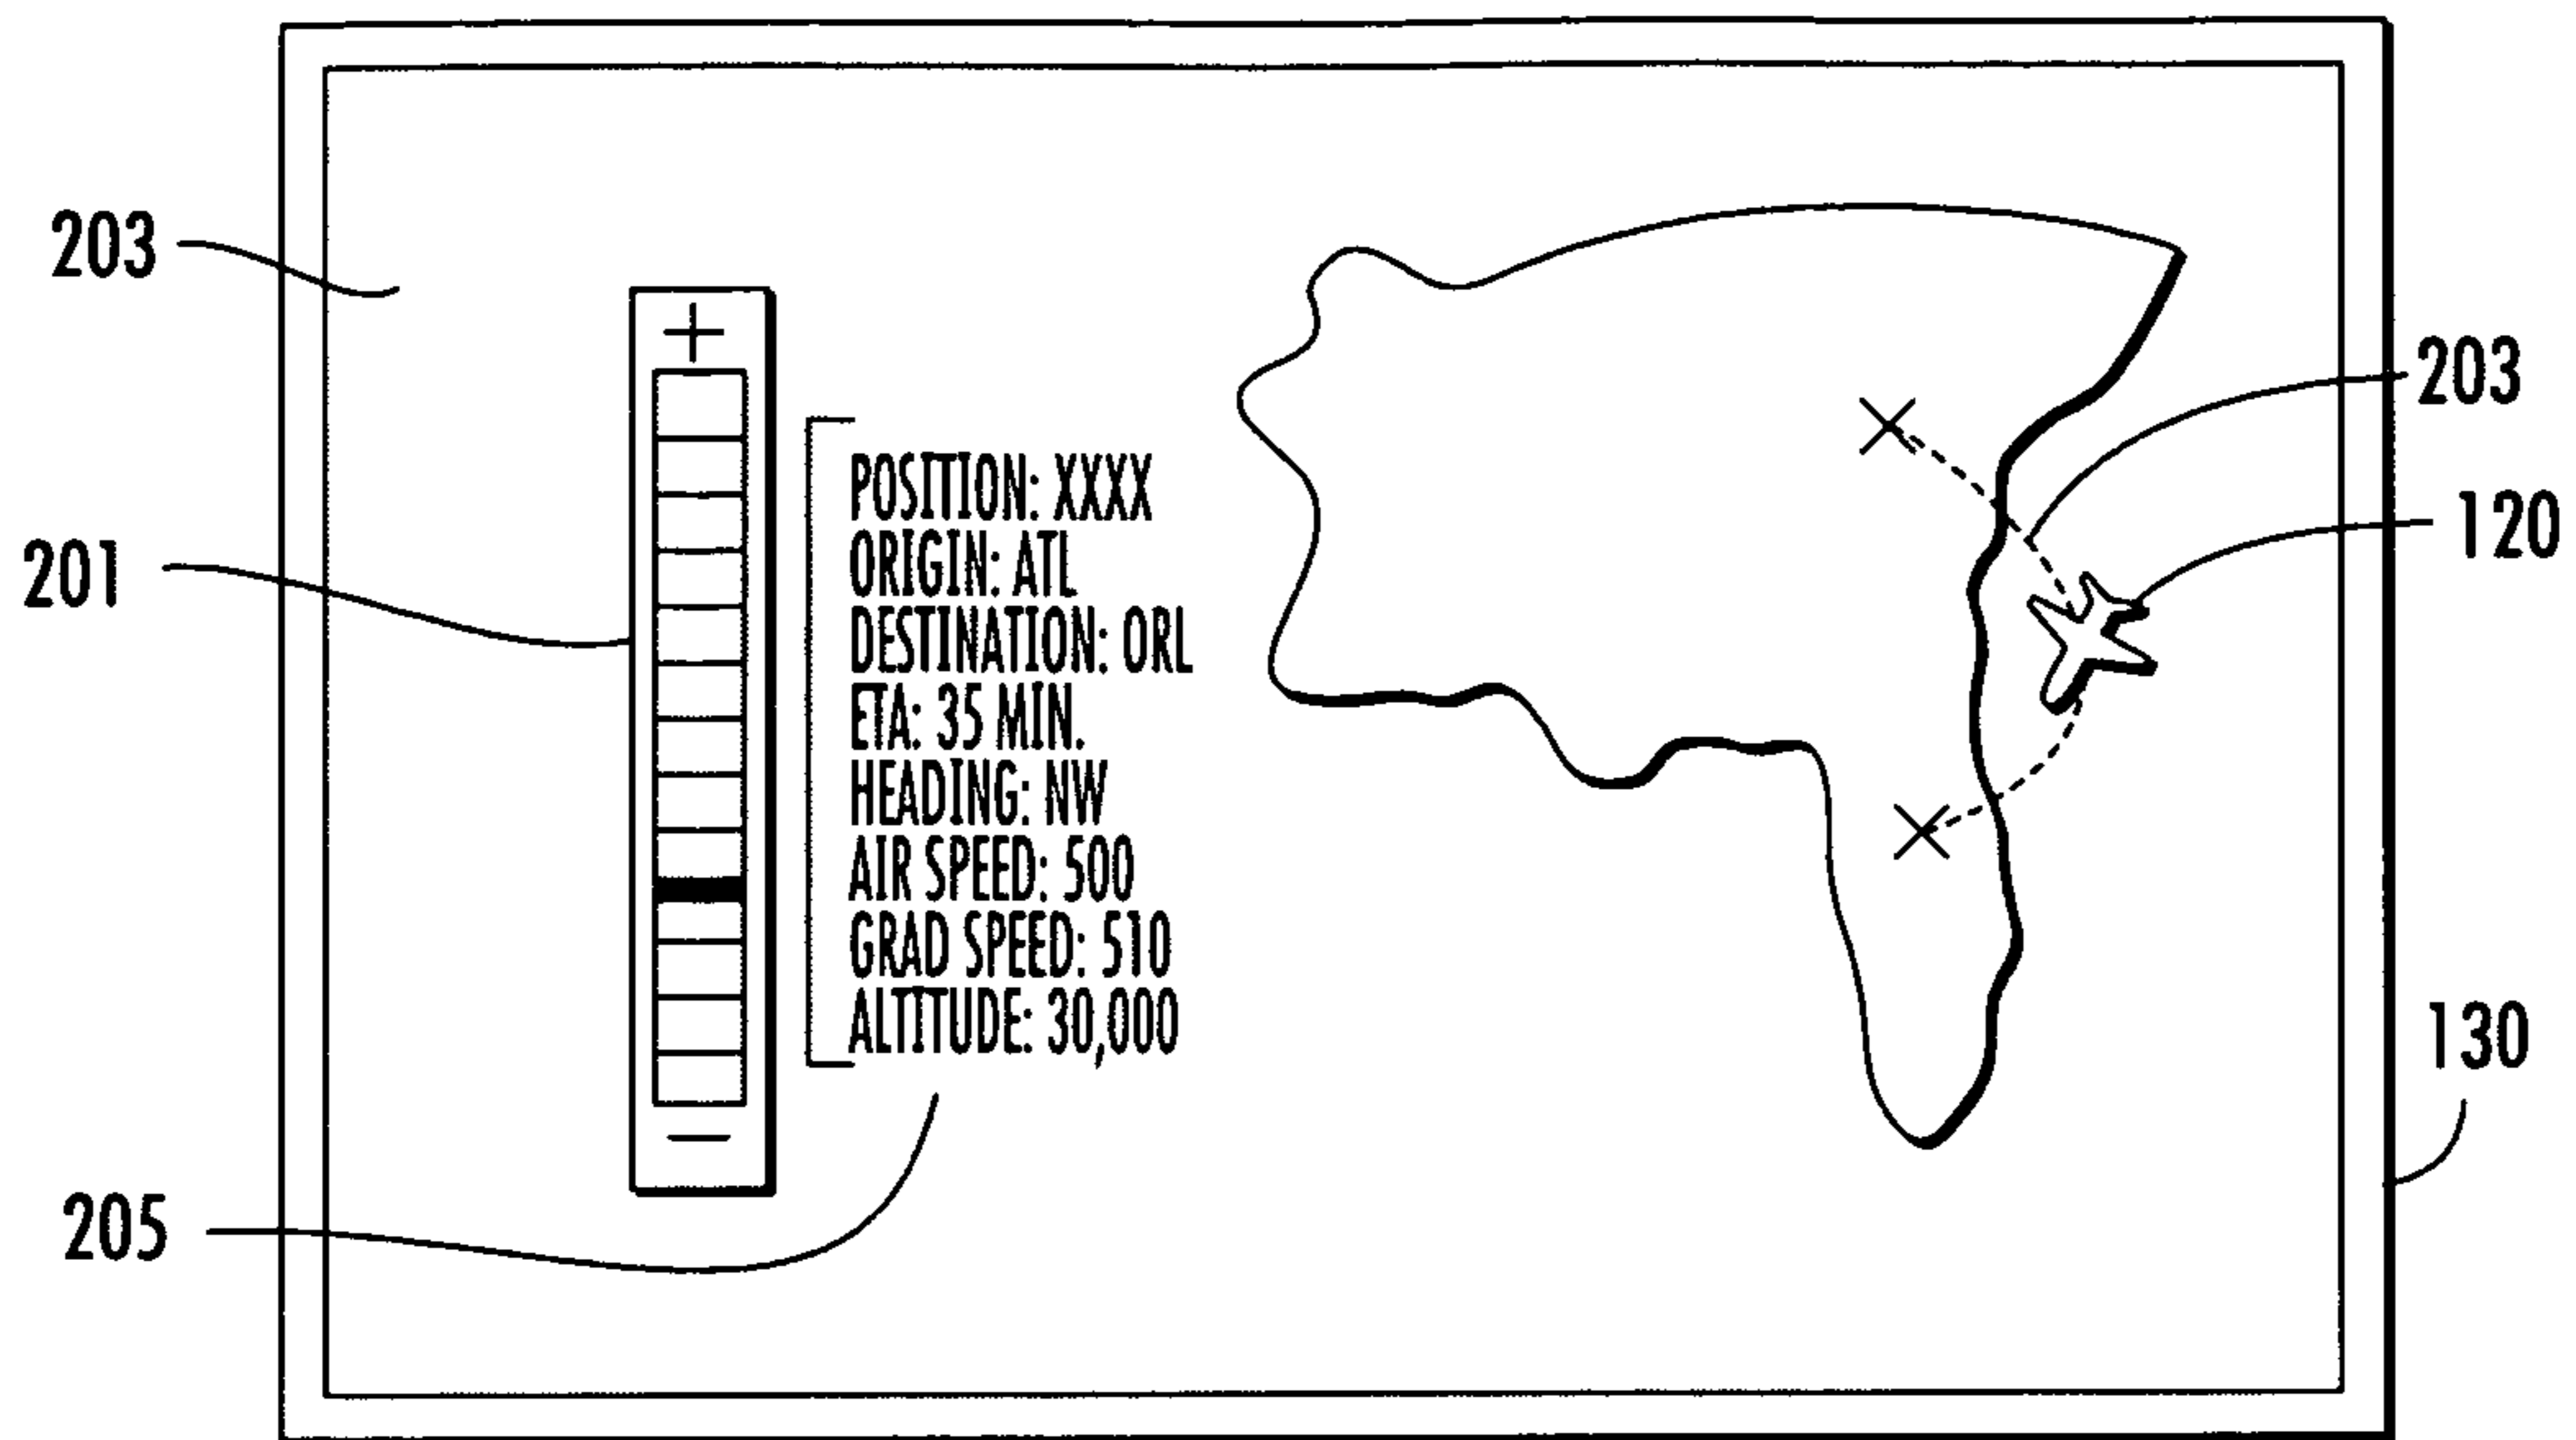 203
201
205
+
—
POSITION: XXXX
ORIGIN: ATL
DESTINATION: ORL
ETA: 35 MIN.
HEADING: NW
AIR SPEED: 500
GRAD SPEED: 510
ALTITUDE: 30,000
203
120
130